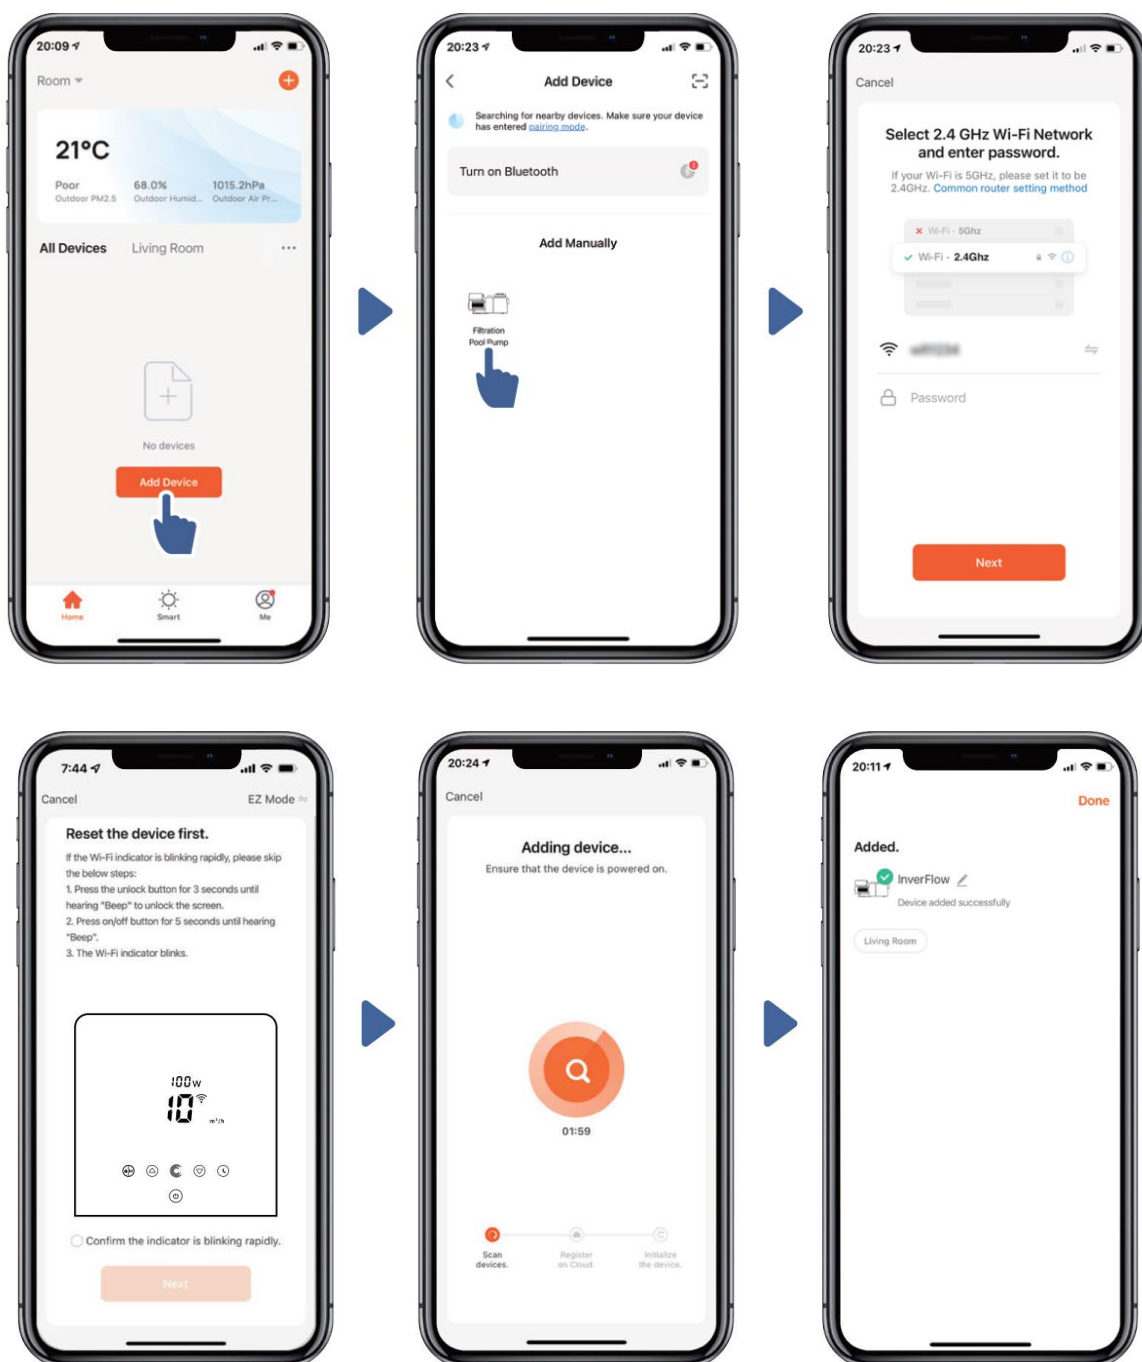 20:09
Room
21°C
Poor
68.0%
1015.2hPa
Outdoor PM2.5
Outdoor Humid...
Outdoor Air Pr...
All Devices
Living Room
...
No devices
Add Device
Home
Smart
Me
20:23
Add Device
Searching for nearby devices. Make sure your device
has entered pairing mode.
Turn on Bluetooth
Add Manually
Filtration
Pool Pump
20:23
Cancel
Select 2.4 GHz Wi-Fi Network
and enter password.
If your Wi-Fi is 5GHz, please set it to be
2.4GHz. Common router setting method
Wi-Fi - 5Ghz
Wi-Fi - 2.4Ghz
Password
Next
7:44
Cancel
EZ Mode
Reset the device first.
If the Wi-Fi indicator is blinking rapidly, please skip
the below steps:
1. Press the unlock button for 3 seconds until
hearing "Beep" to unlock the screen.
2. Press on/off button for 5 seconds until hearing
"Beep".
3. The Wi-Fi indicator blinks.
100w
10
m³/h
Confirm the indicator is blinking rapidly.
Next
20:24
Cancel
Adding device...
Ensure that the device is powered on.
01:59
Scan
devices.
Register
on Cloud.
Initialize
the device.
20:11
Done
Added.
InverFlow
Device added successfully
Living Room